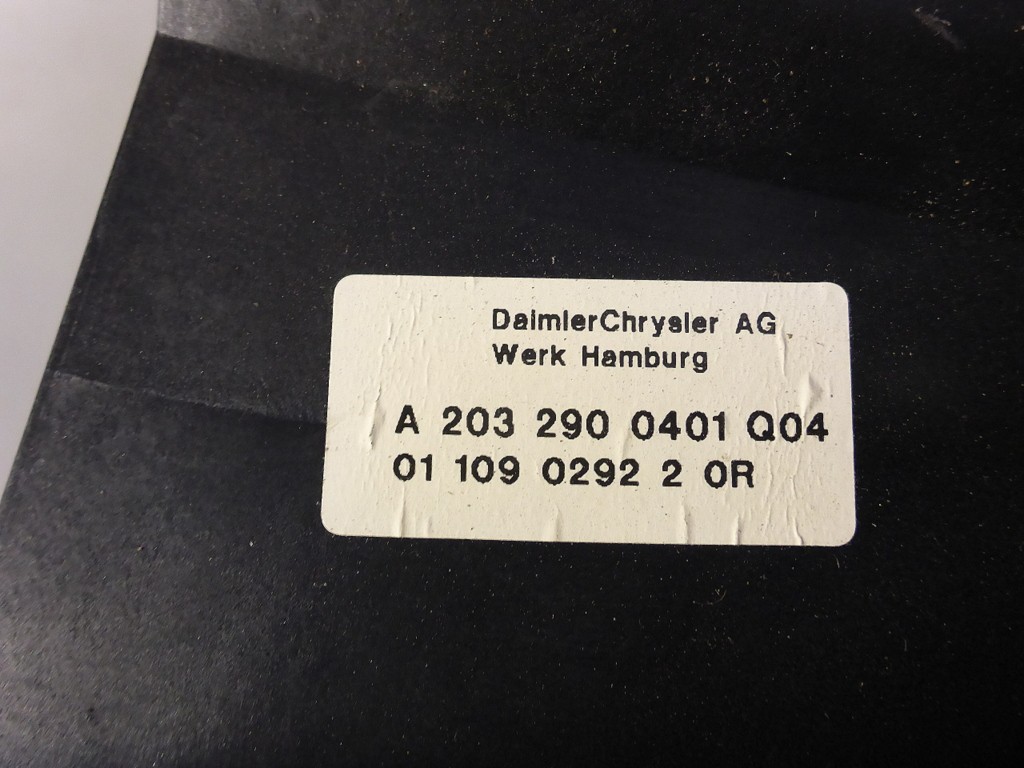 DaimlerChrysler AG
Werk Hamburg
A 203 290 0401 Q04
01 109 0292 2 0R